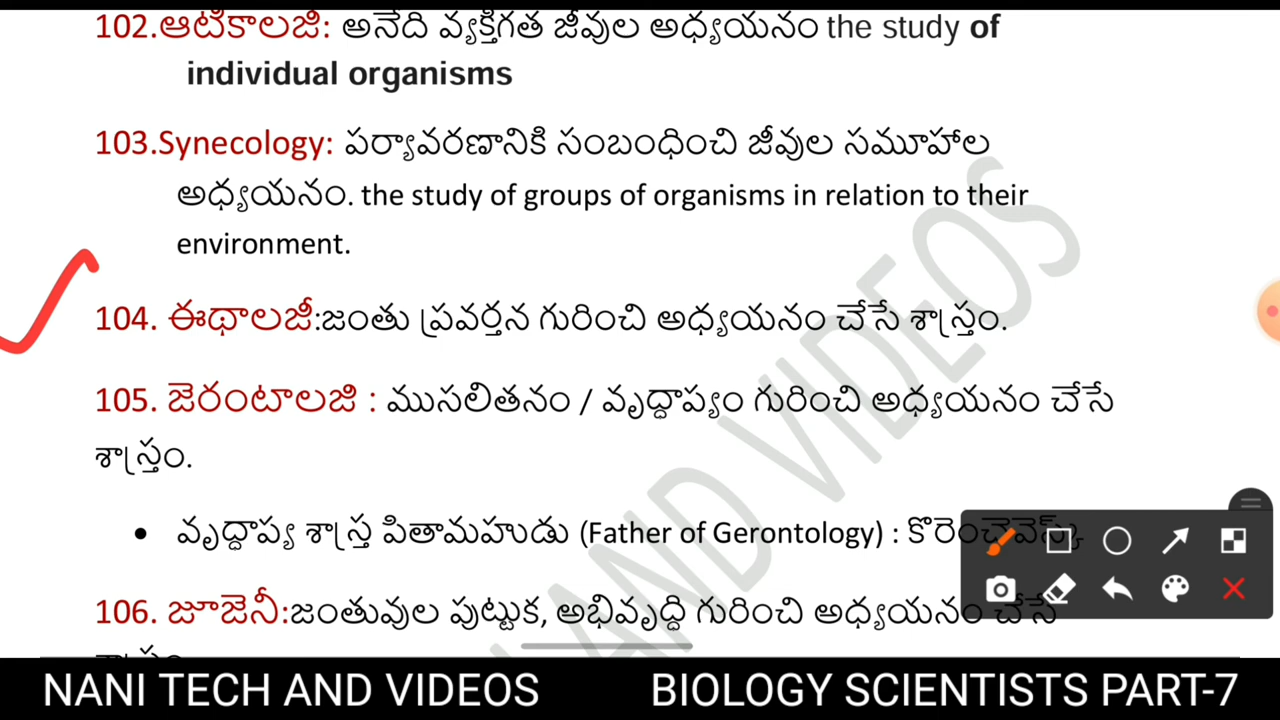 102.ఆటికాలజి: అనేది వ్యక్తిగత జీవుల అధ్యయనం the study of
individual organisms
103.Synecology: పర్యావరణానికి సంబంధించి జీవుల సమూహాల
అధ్యయనం. the study of groups of organisms in relation to their
environment.
104. ఈథాలజీ:జంతు ప్రవర్తన గురించి అధ్యయనం చేసే శాస్త్రం.
105. జెరంటాలజి : ముసలితనం / వృద్ధాప్యం గురించి అధ్యయనం చేసే
శాస్త్రం.
• వృద్ధాప్య శాస్త్ర పితామహుడు (Father of Gerontology) :
106. జూజెనీ:జంతువుల పుట్టుక, అభివృద్ధి గురించి అధ్యయనం చేసే
AND VIDEOS
NANI TECH AND VIDEOS BIOLOGY SCIENTISTS PART-7